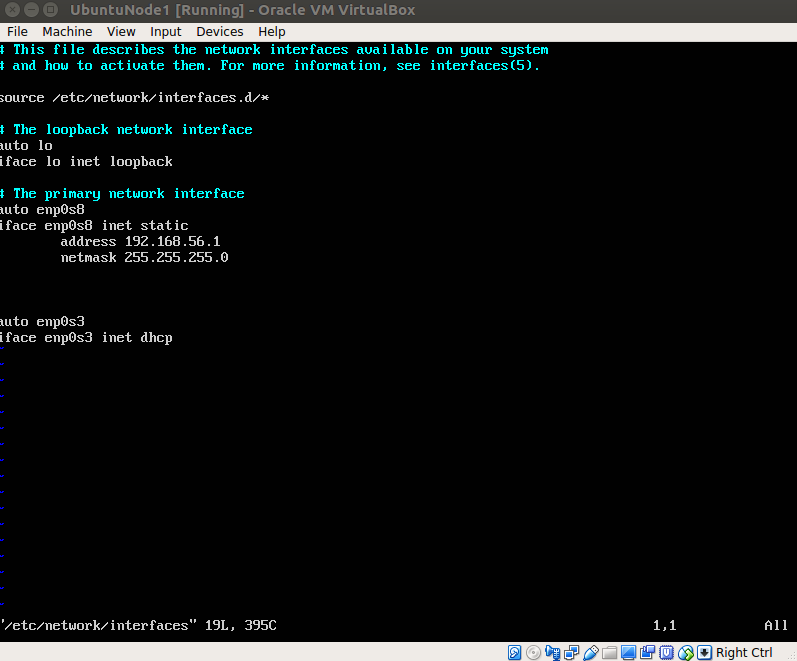 UbuntuNode1 [Running] - Oracle VM VirtualBox
File Machine View Input Devices Help
# This file describes the network interfaces available on your system
# and how to activate them. For more information, see interfaces(5).
source /etc/network/interfaces.d/*
# The loopback network interface
auto lo
iface lo inet loopback
# The primary network interface
auto enp0s8
iface enp0s8 inet static
address 192.168.56.1
netmask 255.255.255.0
auto enp0s3
iface enp0s3 inet dhcp
"/etc/network/interfaces" 19L, 395C 1,1 All
Right Ctrl